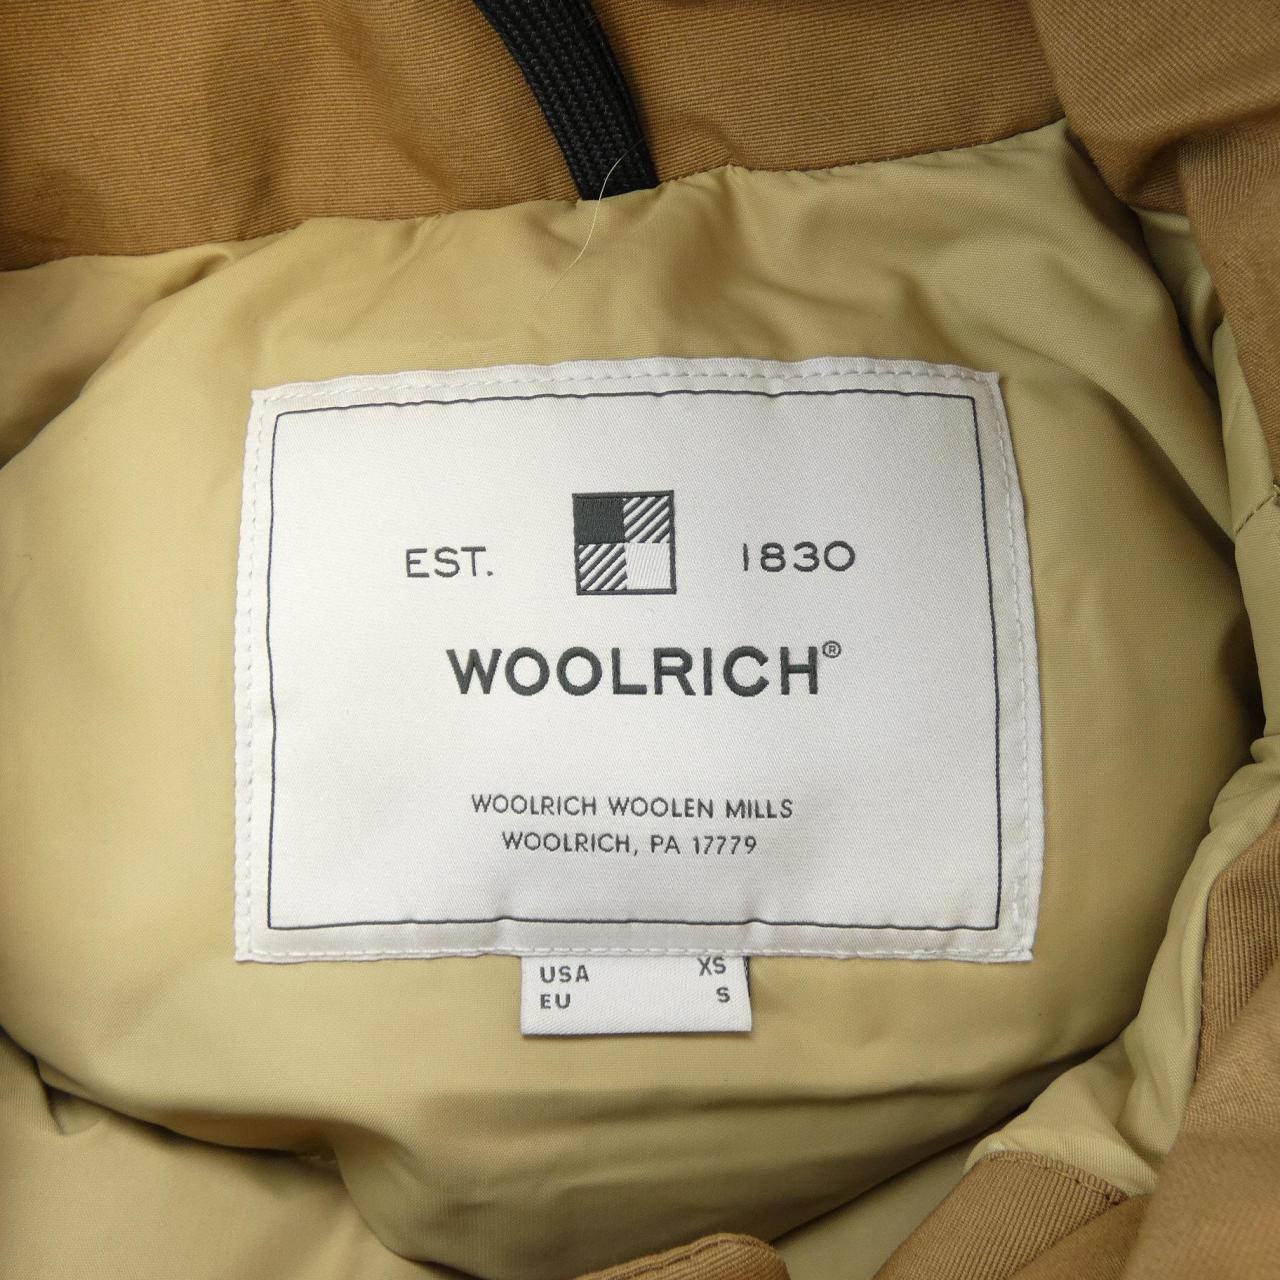 EST. 1830
WOOLRICH®
WOOLRICH WOOLEN MILLS
WOOLRICH, PA 17779
USA XS
EU S